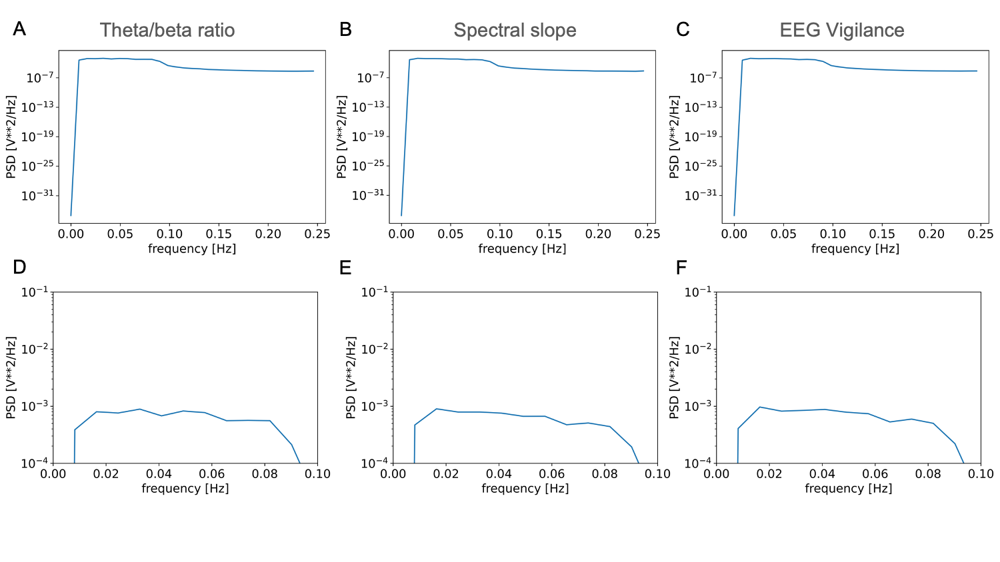 A Theta/beta ratio
B Spectral slope
C EEG Vigilance
PSD [V**2/Hz]
10−7
10−13
10−19
10−25
10−31
0.00 0.05 0.10 0.15 0.20 0.25
frequency [Hz]
PSD [V**2/Hz]
10−7
10−13
10−19
10−25
10−31
0.00 0.05 0.10 0.15 0.20 0.25
frequency [Hz]
PSD [V**2/Hz]
10−7
10−13
10−19
10−25
10−31
0.00 0.05 0.10 0.15 0.20 0.25
frequency [Hz]
D
PSD [V**2/Hz]
10−1
10−2
10−3
10−4
0.00 0.02 0.04 0.06 0.08 0.10
frequency [Hz]
E
PSD [V**2/Hz]
10−1
10−2
10−3
10−4
0.00 0.02 0.04 0.06 0.08 0.10
frequency [Hz]
F
PSD [V**2/Hz]
10−1
10−2
10−3
10−4
0.00 0.02 0.04 0.06 0.08 0.10
frequency [Hz]